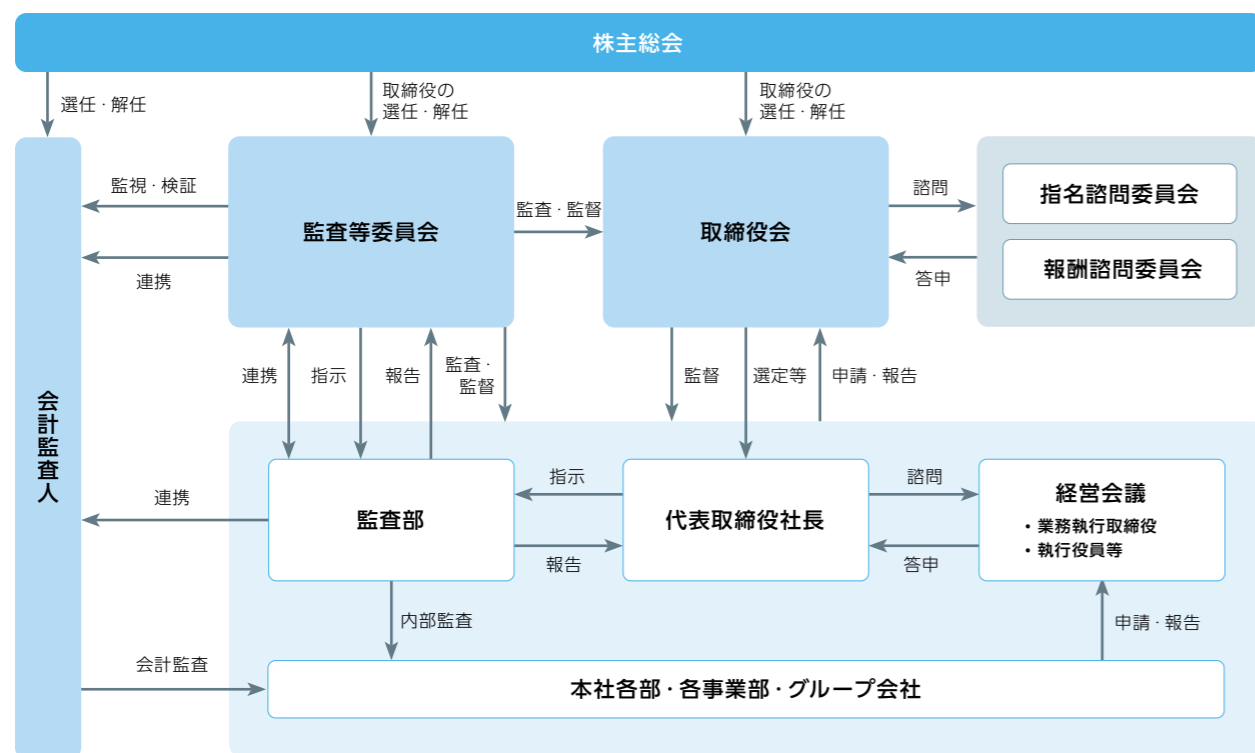 株主総会
選任・解任
取締役の
選任・解任
取締役の
選任・解任
監視・検証
連携
監査等委員会
監査・監督
取締役会
諮問
答申
指名諮問委員会
報酬諮問委員会
連携
指示
報告
監査・
監督
監督
選定等
申請・報告
会計監査人
連携
監査部
指示
報告
代表取締役社長
諮問
答申
経営会議
・業務執行取締役
・執行役員等
内部監査
申請・報告
会計監査
本社各部・各事業部・グループ会社